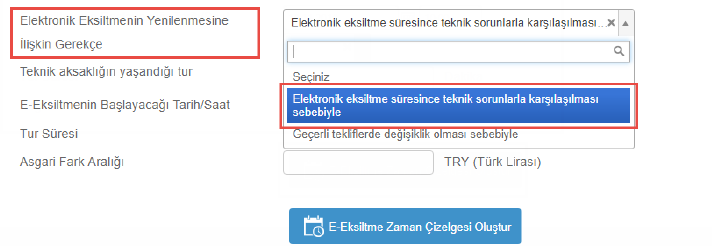 Elektronik Eksiltmenin Yenilenmesine
İlişkin Gerekçe
Elektronik eksiltme süresince teknik sorunlarla karşılaşılması...
Seçiniz
Teknik aksaklığın yaşandığı tur
Elektronik eksiltme süresince teknik sorunlarla karşılaşılması
sebebiyle
E-Eksiltmenin Başlayacağı Tarih/Saat
Tur Süresi
Geçerli tekliflerde değişiklik olması sebebiyle
Asgari Fark Aralığı
TRY (Türk Lirası)
E-Eksiltme Zaman Çizelgesi Oluştur